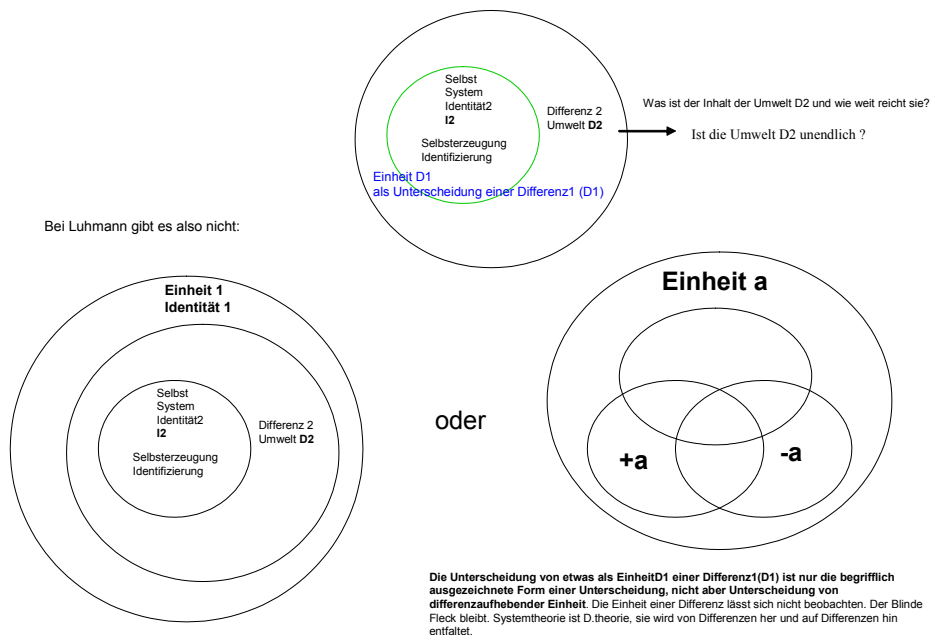 Selbst
System
Identität2
I2
Selbsterzeugung
Identifizierung
Differenz 2
Umwelt D2
Was ist der Inhalt der Umwelt D2 und wie weit reicht sie?
Ist die Umwelt D2 unendlich ?
Einheit D1
als Unterscheidung einer Differenz1 (D1)
Bei Luhmann gibt es also nicht:
Einheit 1
Identität 1
Selbst
System
Identität2
I2
Selbsterzeugung
Identifizierung
Differenz 2
Umwelt D2
oder
Einheit a
+a
-a
Die Unterscheidung von etwas als EinheitD1 einer Differenz1(D1) ist nur die begrifflich
ausgezeichnete Form einer Unterscheidung, nicht aber Unterscheidung von
differenzaufhebender Einheit. Die Einheit einer Differenz lässt sich nicht beobachten. Der Blinde
Fleck bleibt. Systemtheorie ist D.theorie, sie wird von Differenzen her und auf Differenzen hin
entfaltet.